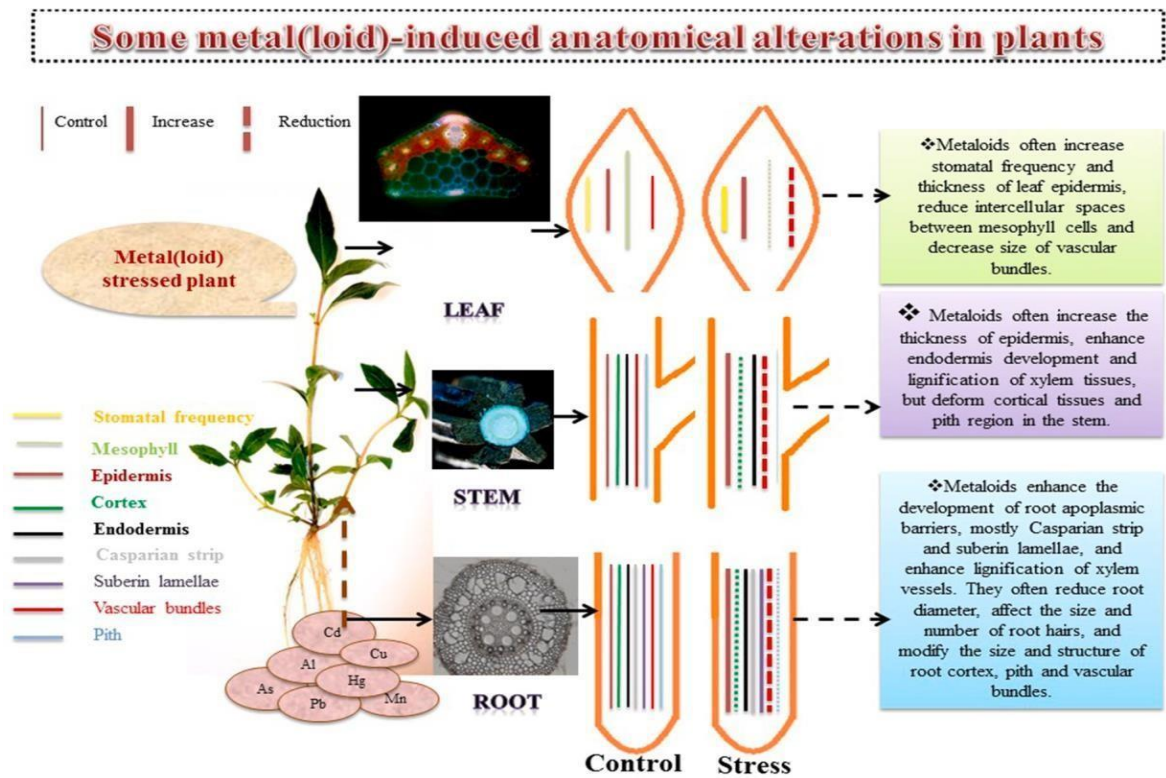 Some metal(loid)-induced anatomical alterations in plants
Control
Increase
Reduction
Metal(loid)
stressed plant
LEAF
❖Metaloids often increase
stomatal frequency and
thickness of leaf epidermis,
reduce intercellular spaces
between mesophyll cells and
decrease size of vascular
bundles.
❖ Metaloids often increase the
thickness of epidermis, enhance
endodermis development and
lignification of xylem tissues,
but deform cortical tissues and
pith region in the stem.
Stomatal frequency
Mesophyll
Epidermis
Cortex
Endodermis
Casparian strip
Suberin lamellae
Vascular bundles
Pith
STEM
❖Metaloids enhance the
development of root apoplasmic
barriers, mostly Casparian strip
and suberin lamellae, and
enhance lignification of xylem
vessels. They often reduce root
diameter, affect the size and
number of root hairs, and
modify the size and structure of
root cortex, pith and vascular
bundles.
Cd
Cu
Al
Hg
As
Pb
Mn
ROOT
Control
Stress